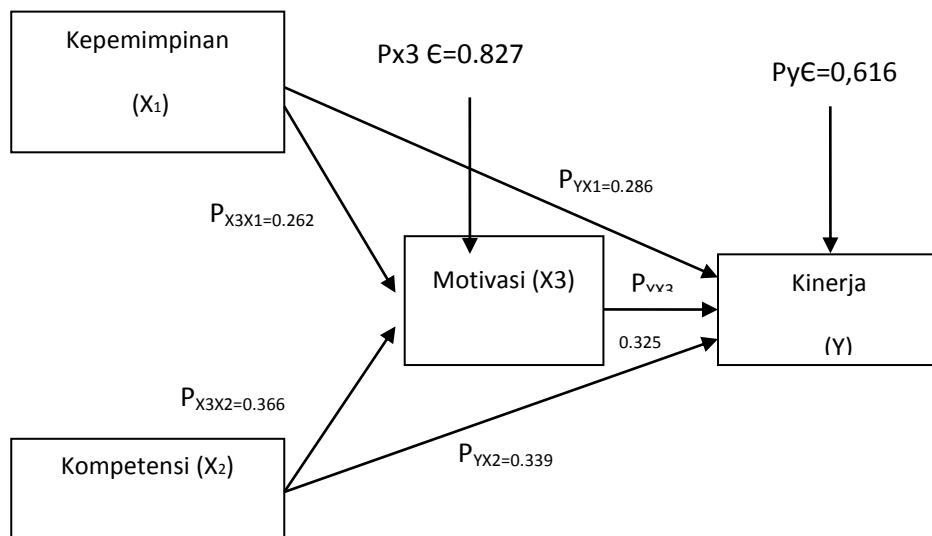 Kepemimpinan
(X1)
Px3 Є=0.827
PyЄ=0,616
PYX1=0.286
PX3X1=0.262
Motivasi (X3)
PYX3
0.325
Kinerja
(Y)
PX3X2=0.366
PYX2=0.339
Kompetensi (X2)